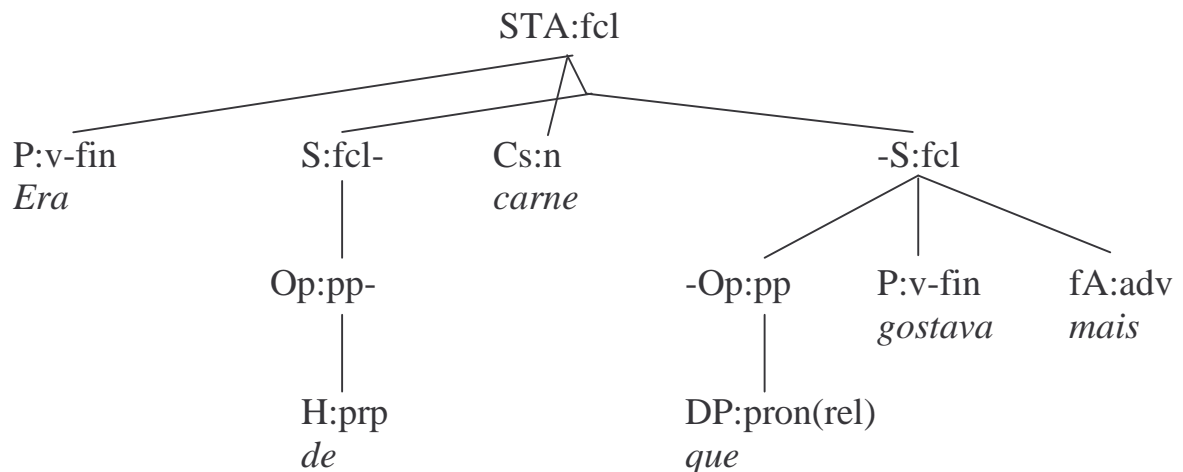 STA:fcl
P:v-fin S:fcl- Cs:n -S:fcl
Era carne
Op:pp- -Op:pp P:v-fin fA:adv
gostava mais
H:prp DP:pron(rel)
de que